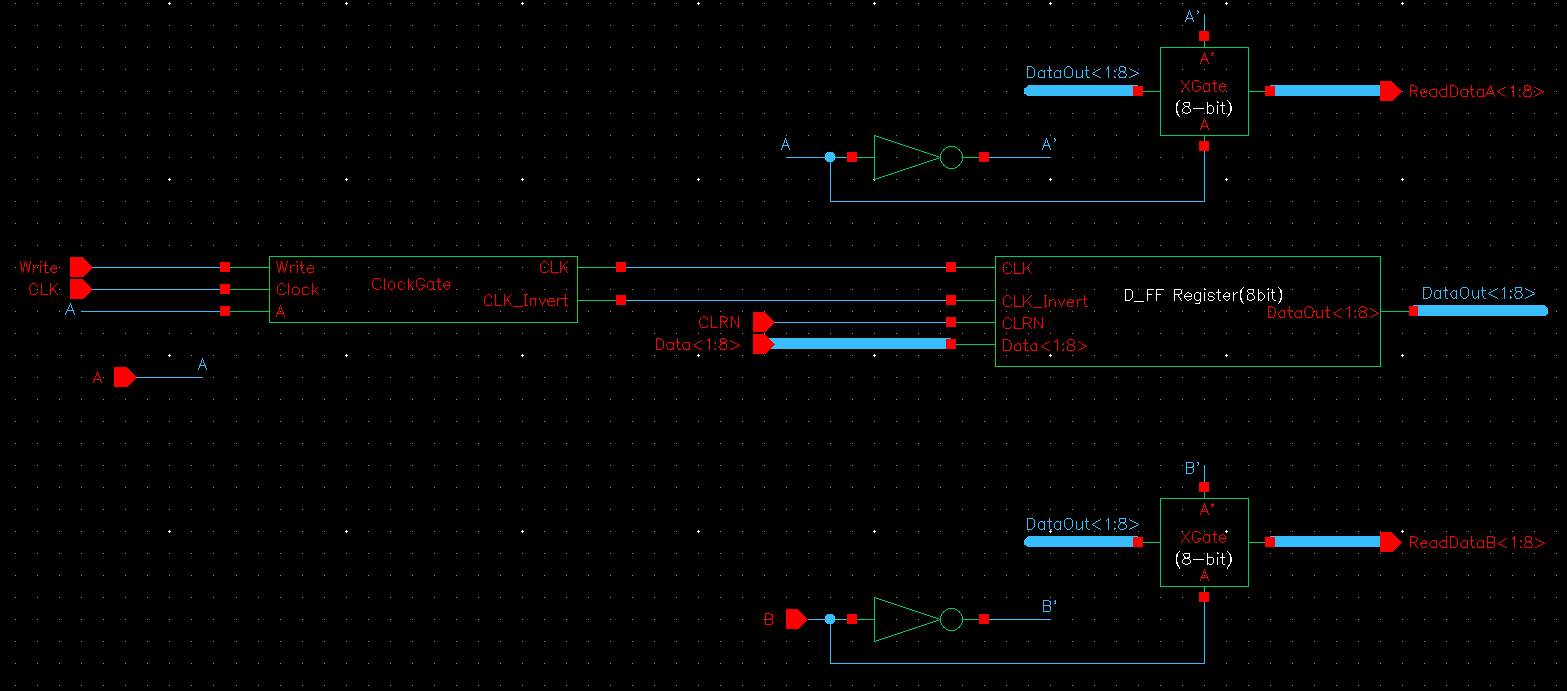 A'
A'
DataOut<1:8>
XGate
(8-bit)
ReadDataA<1:8>
A
A
A'
Write
Write
CLK
CLK
CLK
Clock
ClockGate
CLK_Invert
CLK_Invert
D_FF Register(8bit)
DataOut<1:8>
DataOut<1:8>
A
A
CLRN
CLRN
Data<1:8>
Data<1:8>
A
A
B'
A'
DataOut<1:8>
XGate
(8-bit)
ReadDataB<1:8>
A
B
B'